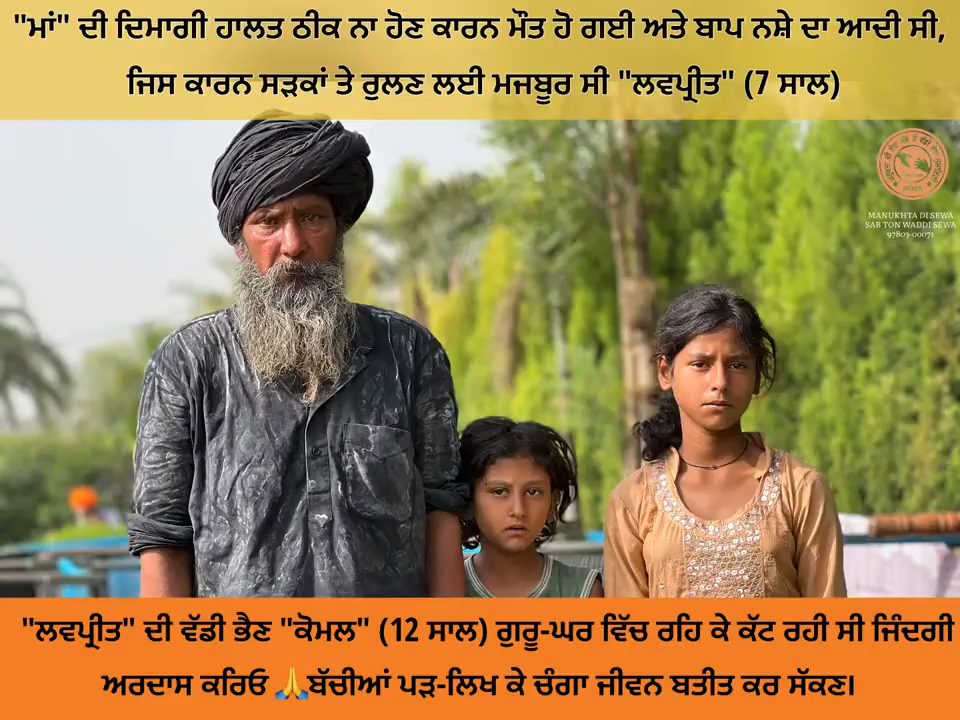 "ਮਾਂ" ਦੀ ਦਿਮਾਗੀ ਹਾਲਤ ਠੀਕ ਨਾ ਹੋਣ ਕਾਰਨ ਮੌਤ ਹੋ ਗਈ ਅਤੇ ਬਾਪ ਨਸ਼ੇ ਦਾ ਆਦੀ ਸੀ,
ਜਿਸ ਕਾਰਨ ਸੜਕਾਂ ਤੇ ਰੁਲਣ ਲਈ ਮਜਬੂਰ ਸੀ "ਲਵਪ੍ਰੀਤ" (7 ਸਾਲ)
MANUKHTA DI SEWA
SAB TON WADDI SEWA
97803-00071
"ਲਵਪ੍ਰੀਤ" ਦੀ ਵੱਡੀ ਭੈਣ "ਕੋਮਲ" (12 ਸਾਲ) ਗੁਰੂ-ਘਰ ਵਿੱਚ ਰਹਿ ਕੇ ਕੱਟ ਰਹੀ ਸੀ ਜਿੰਦਗੀ
ਅਰਦਾਸ ਕਰਿਓ 🙏ਬੱਚੀਆਂ ਪੜ-ਲਿਖ ਕੇ ਚੰਗਾ ਜੀਵਨ ਬਤੀਤ ਕਰ ਸੱਕਣ।